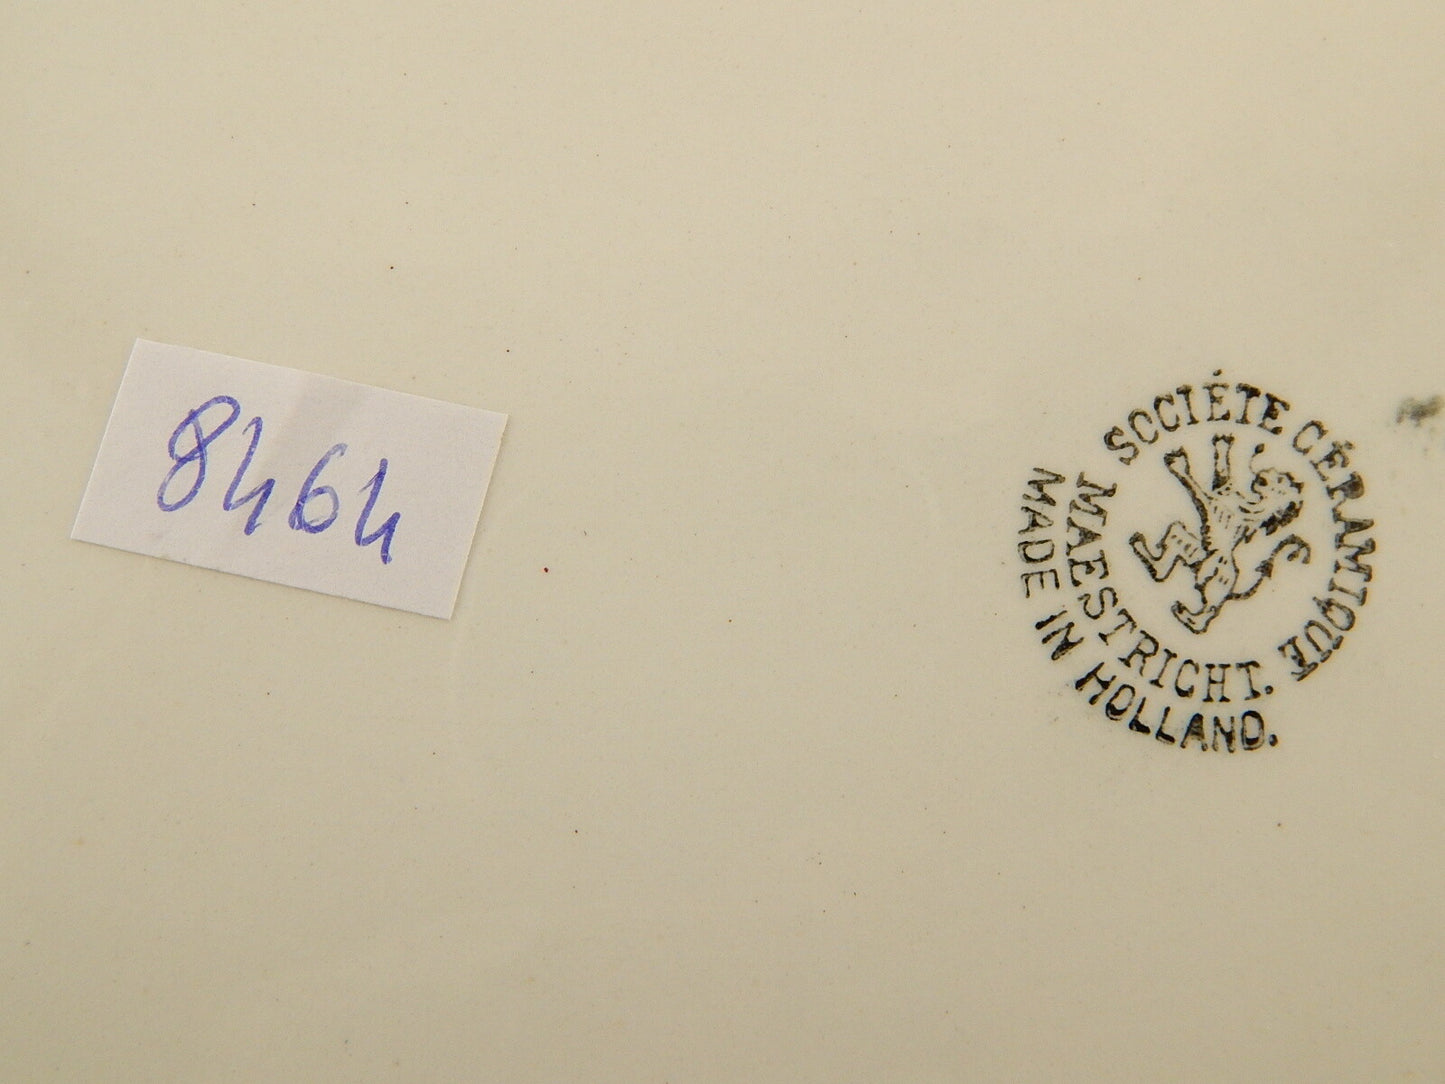 8464
SOCIÉTE CÉRAMIQUE
MAESTRICHT.
MADE IN HOLLAND.